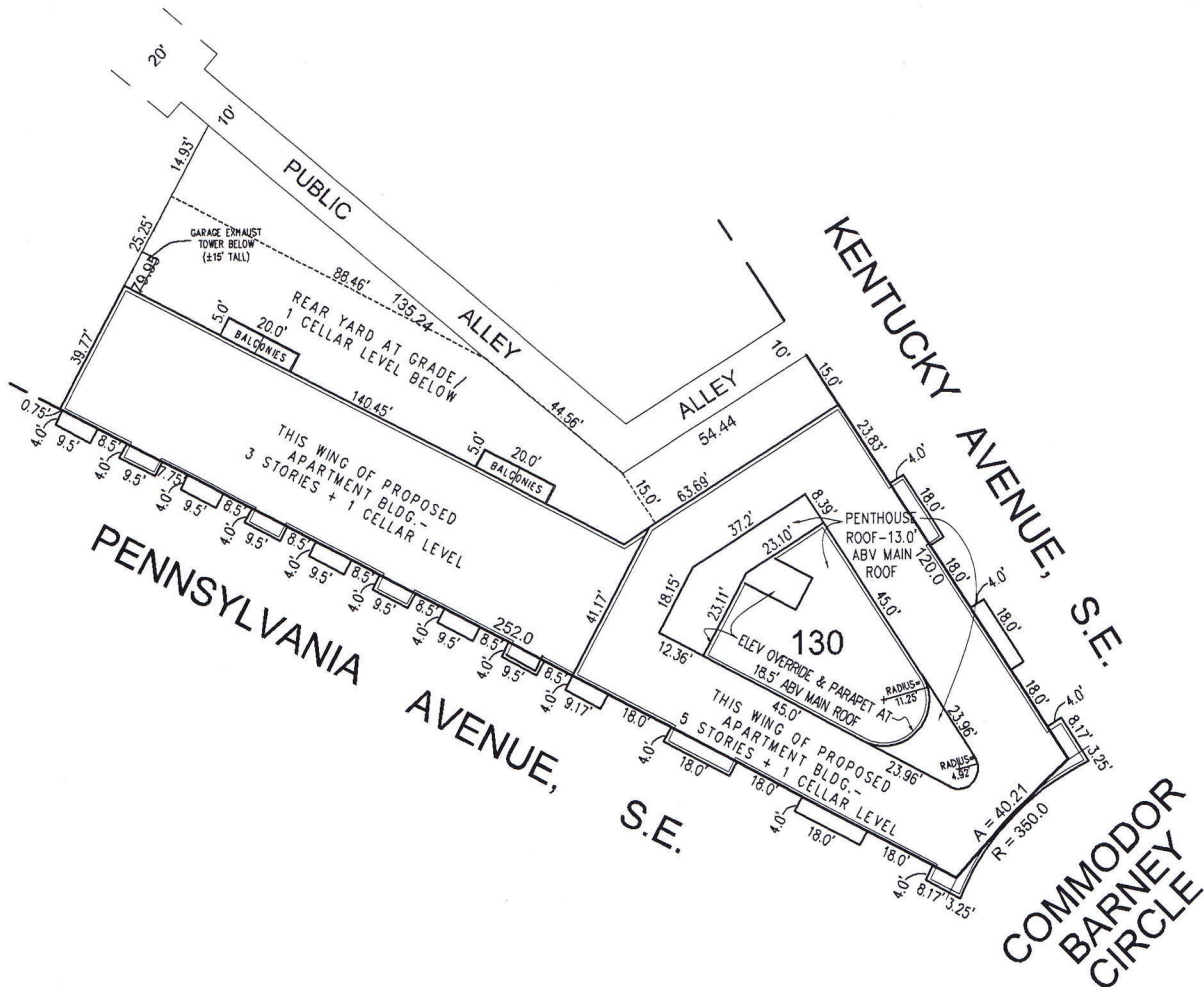 20'
10'
PUBLIC
ALLEY
14.93'
25.25'
79.95
GARAGE EXHAUST
TOWER BELOW
(±15' TALL)
88.46'
135.24
REAR YARD AT GRADE/
1 CELLAR LEVEL BELOW
5.0'
20.0'
BALCONIES
39.77'
140.45'
44.56'
5.0'
20.0'
BALCONIES
15.0'
THIS WING OF PROPOSED
APARTMENT BLDG.-
3 STORIES + 1 CELLAR LEVEL
10'
ALLEY
54.44
15.0'
63.69'
KENTUCKY AVENUE, S.E.
23.83'
4.0'
18.0'
120.0
18.0'
4.0'
18.0'
18.0'
4.0'
8.17'
3.25'
8.39'
37.2'
23.10'
PENTHOUSE
ROOF-13.0'
ABV MAIN
ROOF
18.15'
23.11'
45.0'
12.36'
130
ELEV OVERRIDE & PARAPET AT
18.5' ABV MAIN ROOF
RADIUS=
11.25'
45.0'
23.96'
RADIUS=
4.92'
23.96'
41.17'
THIS WING OF PROPOSED
APARTMENT BLDG.-
5 STORIES + 1 CELLAR LEVEL
0.75'
4.0'
9.5'
8.5'
4.0'
9.5'
7.75'
4.0'
9.5'
8.5'
4.0'
9.5'
8.5'
4.0'
9.5'
8.5'
4.0'
9.5'
8.5'
4.0'
9.5'
252.0
8.5'
4.0'
9.5'
8.5'
4.0'
9.17'
18.0'
4.0'
18.0'
18.0'
4.0'
18.0'
18.0'
4.0'
8.17'
3.25'
A = 40.21
R = 350.0
PENNSYLVANIA AVENUE, S.E.
COMMODOR
BARNEY
CIRCLE